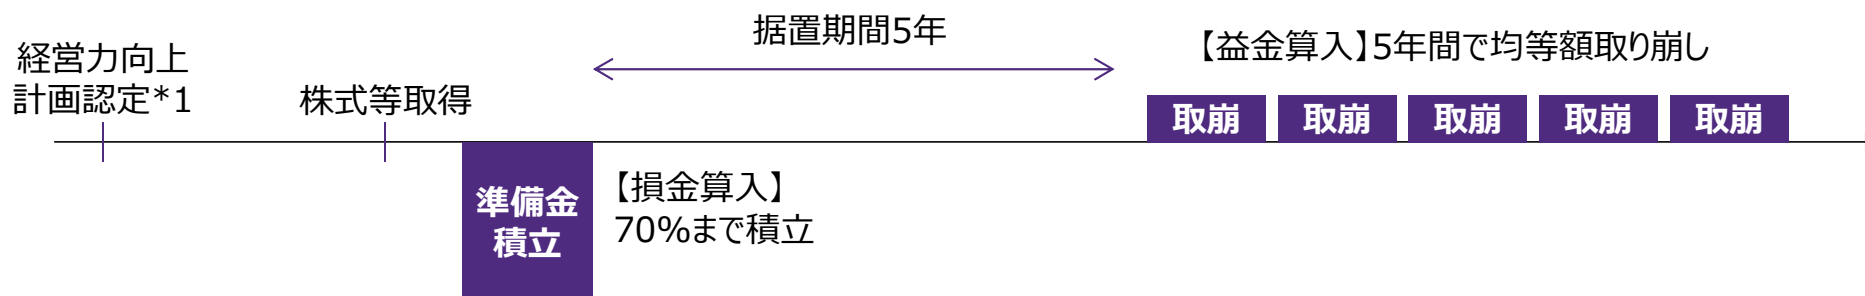 据置期間5年
【益金算入】5年間で均等額取り崩し
経営力向上
計画認定*1
株式等取得
取崩 取崩 取崩 取崩 取崩
準備金
積立
【損金算入】
70%まで積立